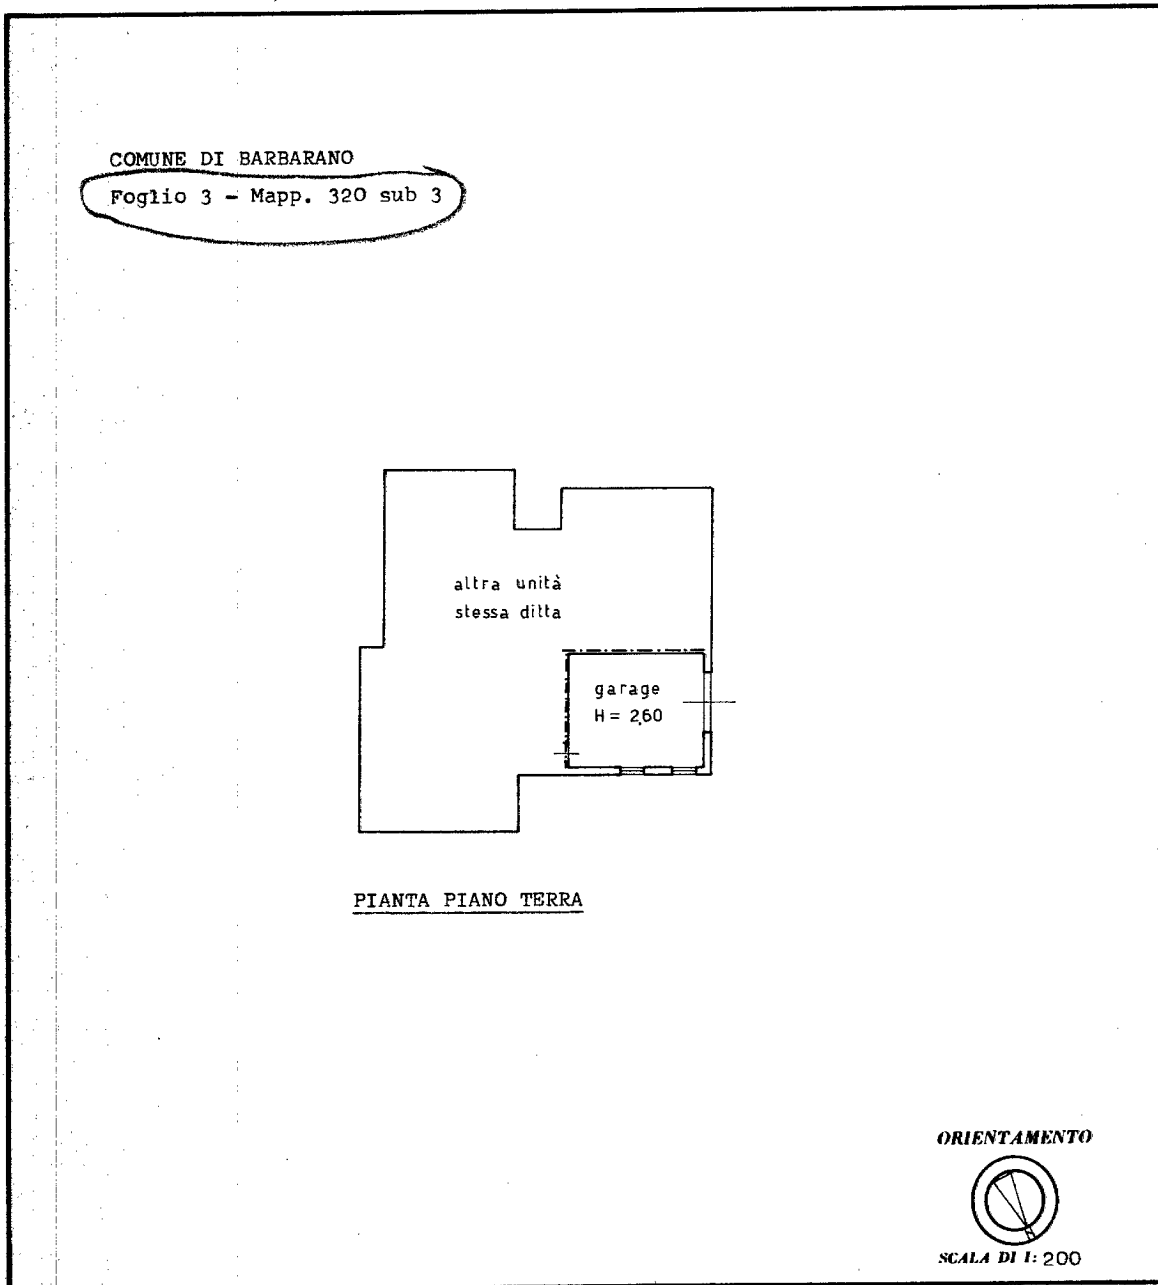 COMUNE DI BARBARANO
Foglio 3 - Mapp. 320 sub 3
altra unità
stessa ditta
garage
H = 2,60
PIANTA PIANO TERRA
ORIENTAMENTO
SCALA DI 1: 200